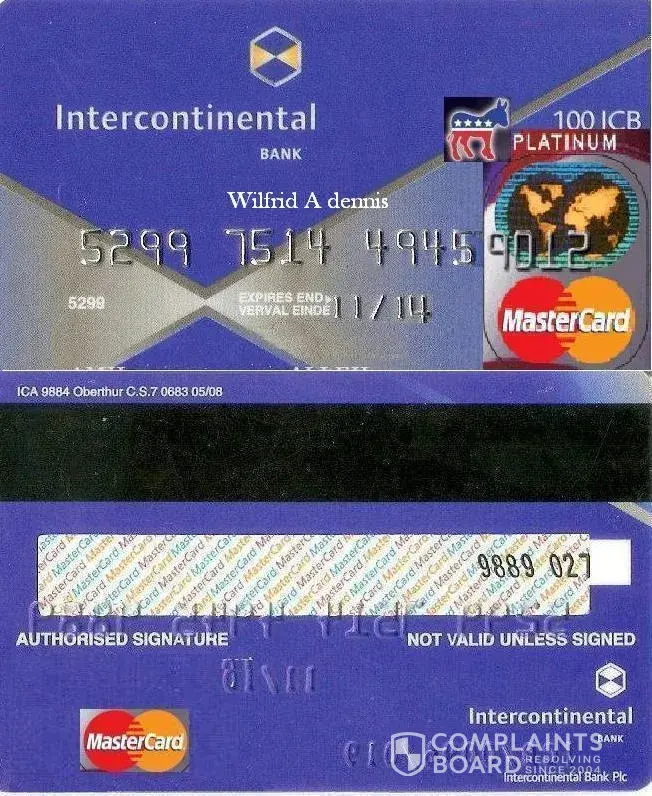 Intercontinental
BANK
100 ICB
PLATINUM
Wilfrid A dennis
5299 7514 4945 9012
5299
EXPIRES END
VERVAL EINDE
11/14
MasterCard
ICA 9884 Oberthur C.S.7 0683 05/08
9889 027
AUTHORISED SIGNATURE
NOT VALID UNLESS SIGNED
MasterCard
Intercontinental
BANK
COMPLAINTS
BOARD
RESOLVING
SINCE 2004
Intercontinental Bank Plc